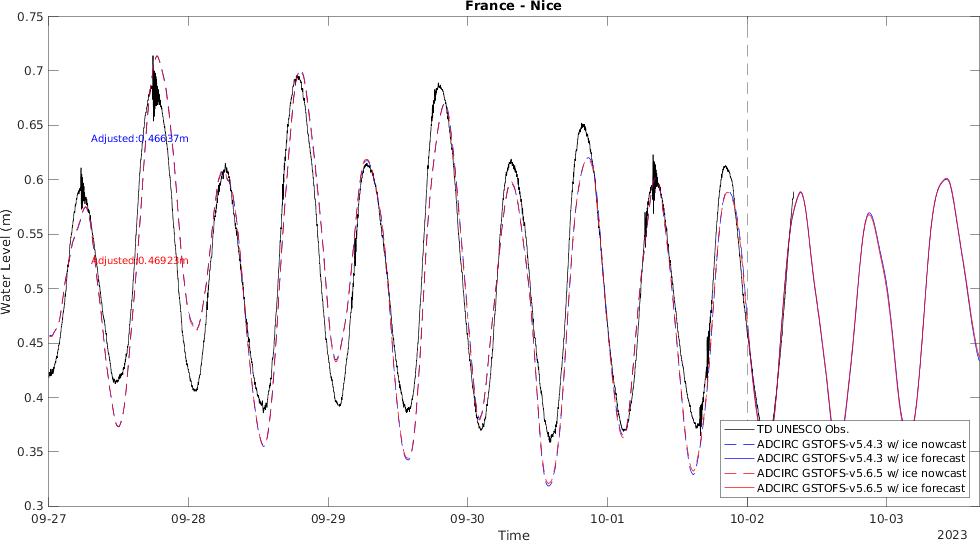 France - Nice
0.75
0.7
0.65
0.6
0.55
0.5
0.45
0.4
0.35
0.3
Water Level (m)
Adjusted:0.46637m
Adjusted:0.46923m
TD UNESCO Obs.
ADCIRC GSTOFS-v5.4.3 w/ ice nowcast
ADCIRC GSTOFS-v5.4.3 w/ ice forecast
ADCIRC GSTOFS-v5.6.5 w/ ice nowcast
ADCIRC GSTOFS-v5.6.5 w/ ice forecast
09-27 09-28 09-29 09-30 10-01 10-02 10-03
Time
2023